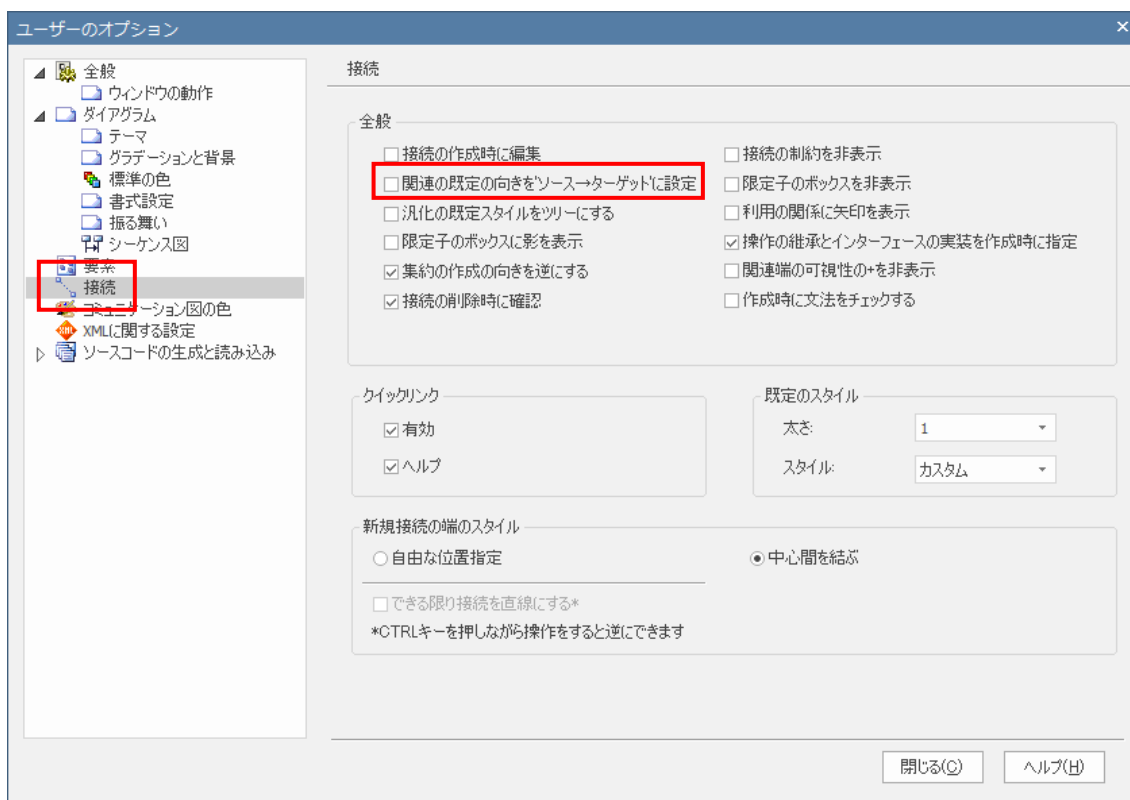 ユーザーのオプション
全般
ウィンドウの動作
ダイアグラム
テーマ
グラデーションと背景
標準の色
書式設定
振る舞い
シーケンス図
要素
接続
コミュニケーション図の色
XMLに関する設定
ソースコードの生成と読み込み
接続
全般
接続の作成時に編集
関連の既定の向きを'ソース→ターゲット'に設定
汎化の既定スタイルをツリーにする
限定子のボックスに影を表示
集約の作成の向きを逆にする
接続の削除時に確認
接続の制約を非表示
限定子のボックスを非表示
利用の関係に矢印を表示
操作の継承とインターフェースの実装を作成時に指定
関連端の可視性の+を非表示
作成時に文法をチェックする
クイックリンク
有効
ヘルプ
既定のスタイル
太さ: 1
スタイル: カスタム
新規接続の端のスタイル
自由な位置指定
中心間を結ぶ
できる限り接続を直線にする*
*CTRLキーを押しながら操作をすると逆にできます
閉じる(C)
ヘルプ(H)